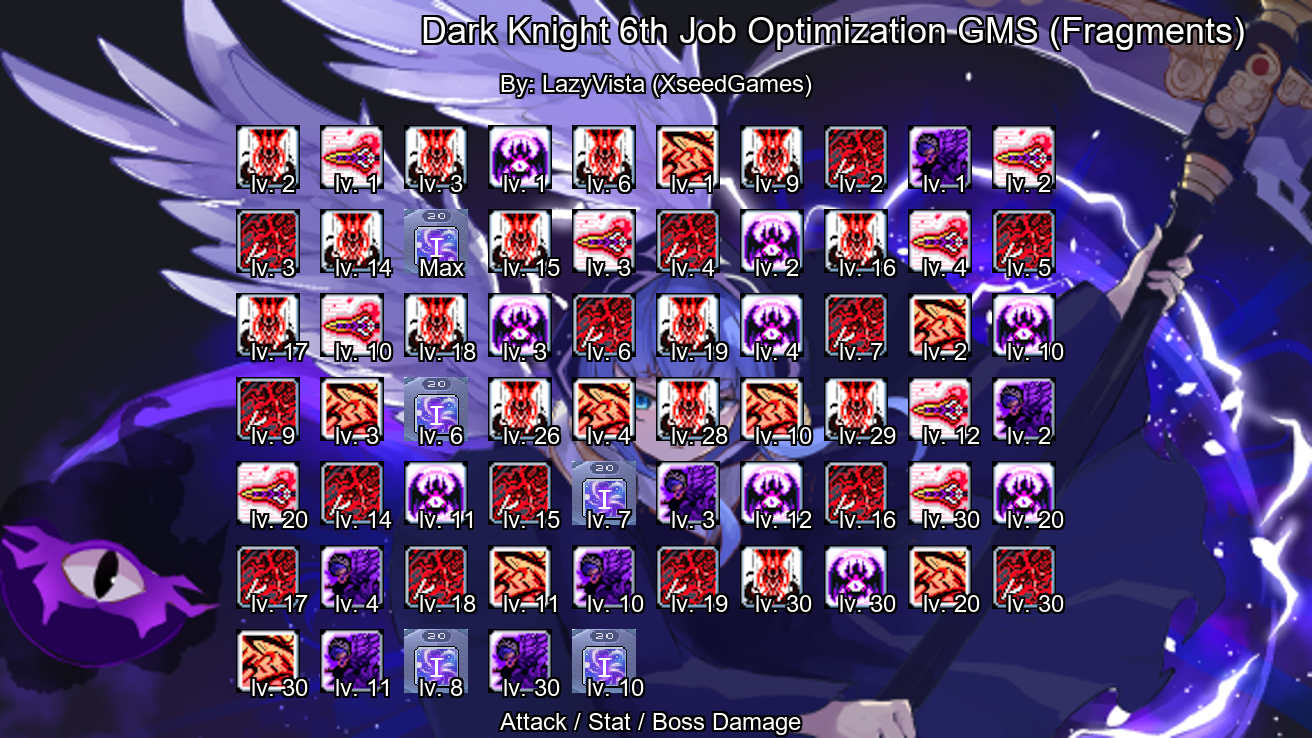 Dark Knight 6th Job Optimization GMS (Fragments)
By: LazyVista (XseedGames)
lv. 2 lv. 1 lv. 3 lv. 1 lv. 6 lv. 1 lv. 9 lv. 2 lv. 1 lv. 2
20
lv. 3 lv. 14 Max lv. 15 lv. 3 lv. 4 lv. 2 lv. 16 lv. 4 lv. 5
lv. 17 lv. 10 lv. 18 lv. 3 lv. 6 lv. 19 lv. 4 lv. 7 lv. 2 lv. 10
20
lv. 9 lv. 3 lv. 6 lv. 26 lv. 4 lv. 28 lv. 10 lv. 29 lv. 12 lv. 2
20
lv. 20 lv. 14 lv. 11 lv. 15 lv. 7 lv. 3 lv. 12 lv. 16 lv. 30 lv. 20
lv. 17 lv. 4 lv. 18 lv. 11 lv. 10 lv. 19 lv. 30 lv. 30 lv. 20 lv. 30
20 20
lv. 30 lv. 11 lv. 8 lv. 30 lv. 10
Attack / Stat / Boss Damage